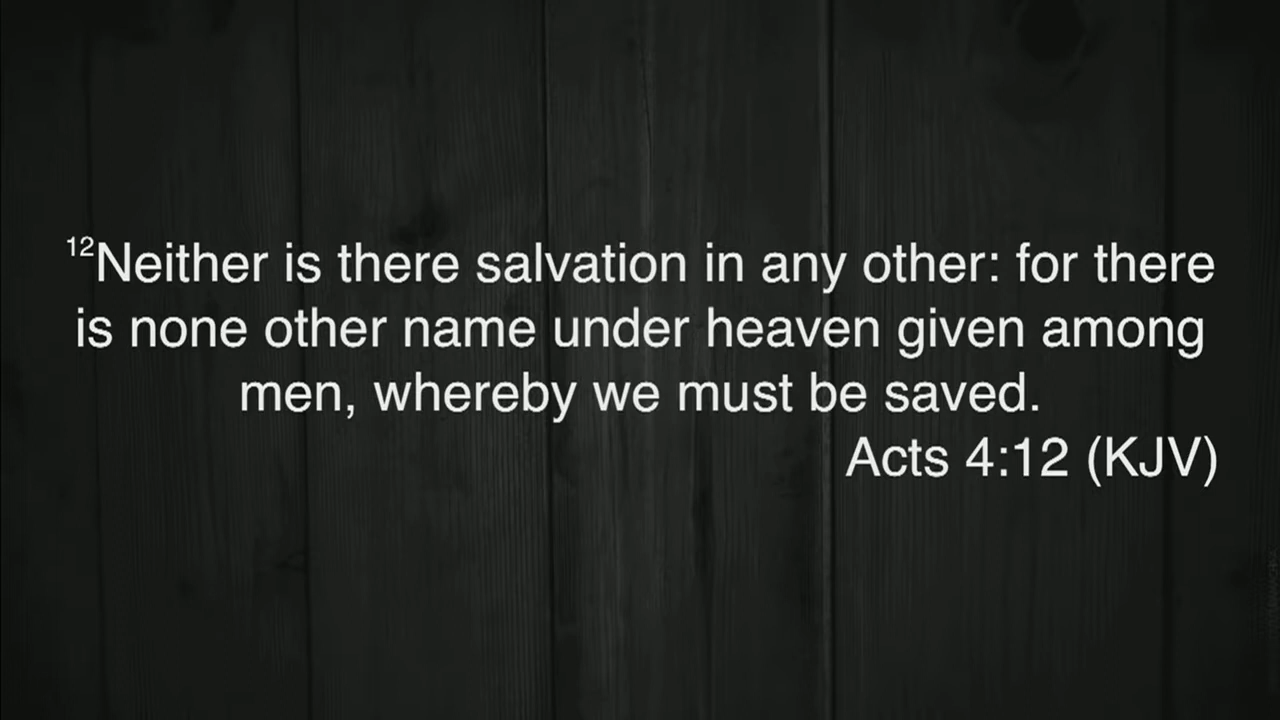 12Neither is there salvation in any other: for there
is none other name under heaven given among
men, whereby we must be saved.
Acts 4:12 (KJV)